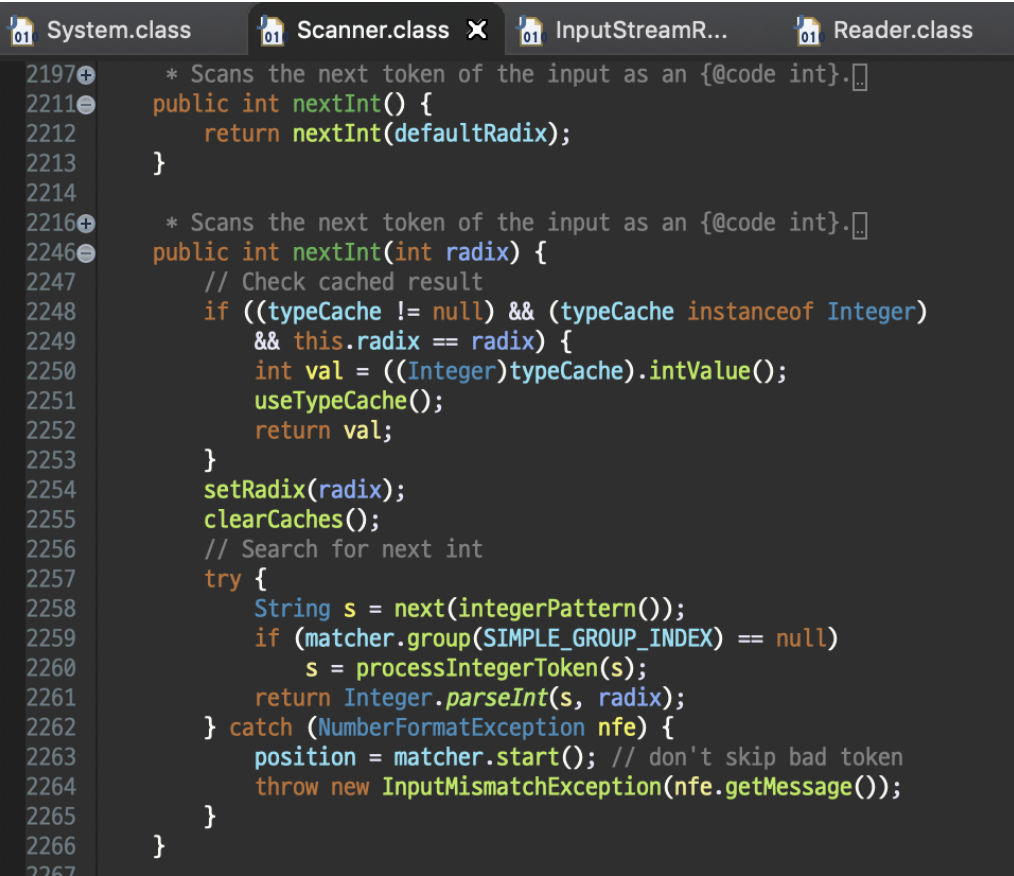 System.class Scanner.class X InputStreamR... Reader.class
2197 * Scans the next token of the input as an {@code int}.
2211 public int nextInt() {
2212 return nextInt(defaultRadix);
2213 }
2214
2216 * Scans the next token of the input as an {@code int}.
2246 public int nextInt(int radix) {
2247 // Check cached result
2248 if ((typeCache != null) && (typeCache instanceof Integer)
2249 && this.radix == radix) {
2250 int val = ((Integer)typeCache).intValue();
2251 useTypeCache();
2252 return val;
2253 }
2254 setRadix(radix);
2255 clearCaches();
2256 // Search for next int
2257 try {
2258 String s = next(integerPattern());
2259 if (matcher.group(SIMPLE_GROUP_INDEX) == null)
2260 s = processIntegerToken(s);
2261 return Integer.parseInt(s, radix);
2262 } catch (NumberFormatException nfe) {
2263 position = matcher.start(); // don't skip bad token
2264 throw new InputMismatchException(nfe.getMessage());
2265 }
2266 }
2267